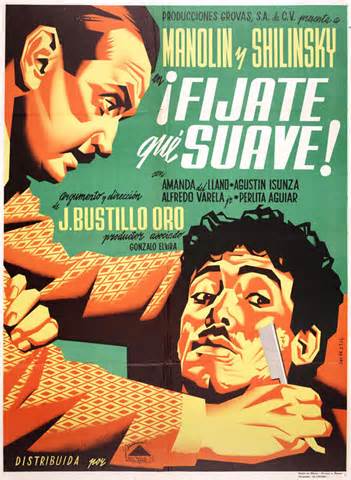 PRODUCCIONES GROVAS, S.A. de C.V. presenta a
MANOLIN y SHILINSKY
en
¡FIJATE
qué SUAVE!
con
AMANDA del LLANO • AGUSTIN ISUNZA
ALFREDO VARELA jr • PERLITA AGUIAR
argumento y dirección
de J. BUSTILLO ORO
productor asociado
GONZALO ELVIRA
DISTRIBUIDA por